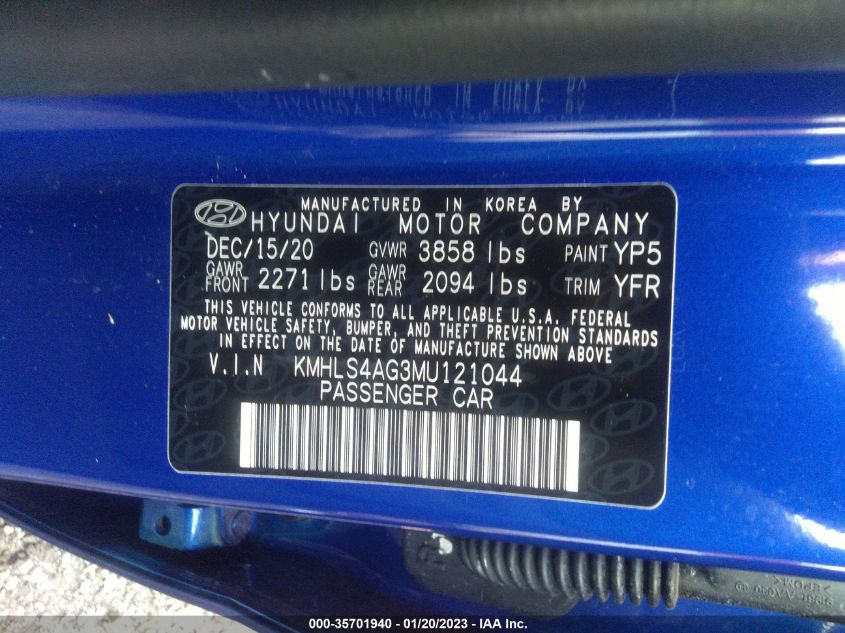 MANUFACTURED IN KOREA BY
HYUNDAI MOTOR COMPANY
DEC/15/20 GVWR 3858 lbs PAINT YP5
GAWR FRONT 2271 lbs GAWR REAR 2094 lbs TRIM YFR
THIS VEHICLE CONFORMS TO ALL APPLICABLE U.S.A. FEDERAL
MOTOR VEHICLE SAFETY, BUMPER, AND THEFT PREVENTION STANDARDS
IN EFFECT ON THE DATE OF MANUFACTURE SHOWN ABOVE
V.I.N KMHLS4AG3MU121044
PASSENGER CAR
>EPDM<
000-35701940 - 01/20/2023 - IAA Inc.